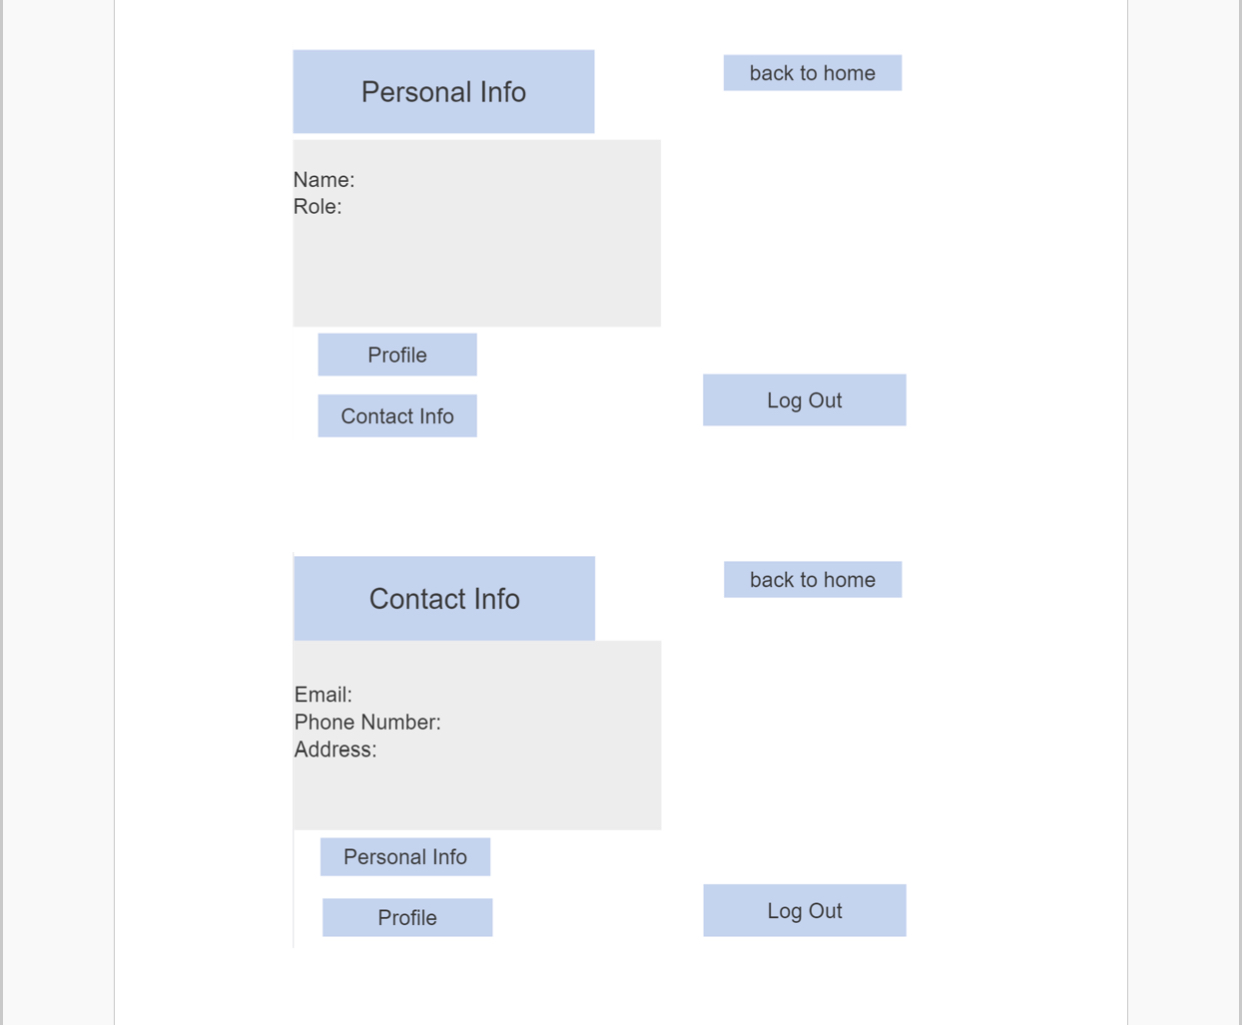 Personal Info
back to home
Name:
Role:
Profile
Contact Info
Log Out
Contact Info
back to home
Email:
Phone Number:
Address:
Personal Info
Profile
Log Out